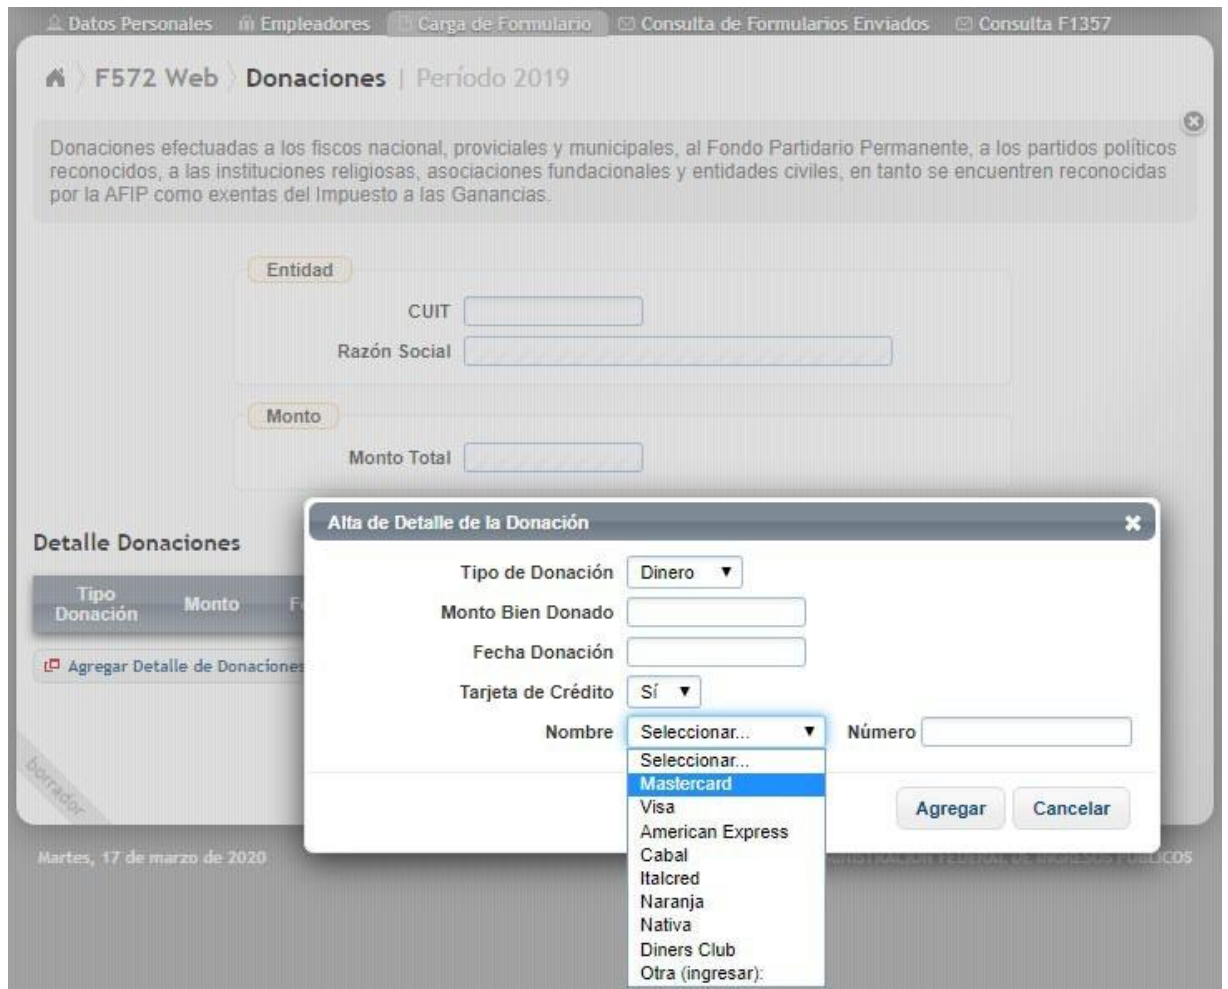 Datos Personales Empleadores Carga de Formulario Consulta de Formularios Enviados Consulta F1357
F572 Web Donaciones | Período 2019
Donaciones efectuadas a los fiscos nacional, proviciales y municipales, al Fondo Partidario Permanente, a los partidos políticos
reconocidos, a las instituciones religiosas, asociaciones fundacionales y entidades civiles, en tanto se encuentren reconocidas
por la AFIP como exentas del Impuesto a las Ganancias.
Entidad
CUIT
Razón Social
Monto
Monto Total
Detalle Donaciones
Tipo
Donación
Monto
Agregar Detalle de Donaciones
Alta de Detalle de la Donación
Tipo de Donación Dinero
Monto Bien Donado
Fecha Donación
Tarjeta de Crédito Sí
Nombre Seleccionar... Número
Seleccionar...
Mastercard
Visa
American Express
Cabal
Italcred
Naranja
Nativa
Diners Club
Otra (ingresar):
Agregar Cancelar
borrador
Martes, 17 de marzo de 2020
FEDERAL DE INGRESOS PÚBLICOS